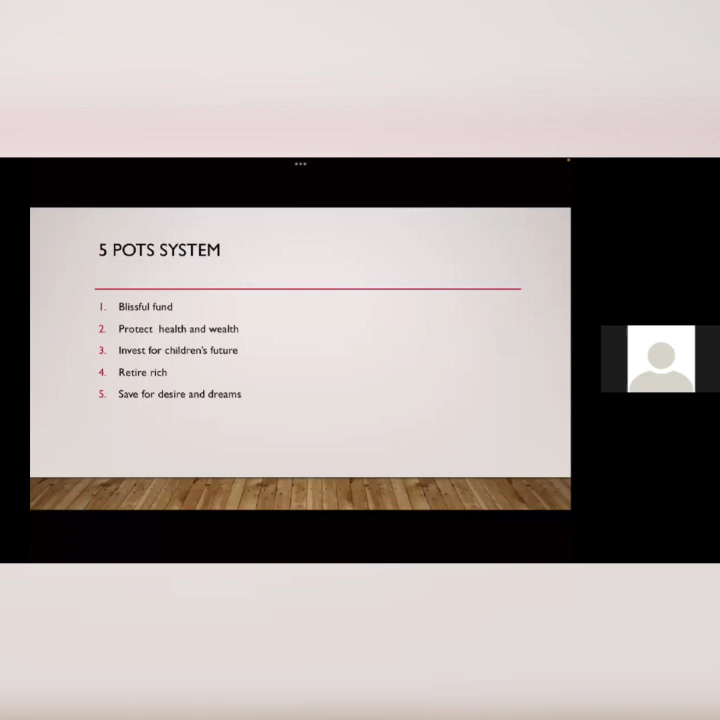 5 POTS SYSTEM
1. Blissful fund
2. Protect health and wealth
3. Invest for children's future
4. Retire rich
5. Save for desire and dreams